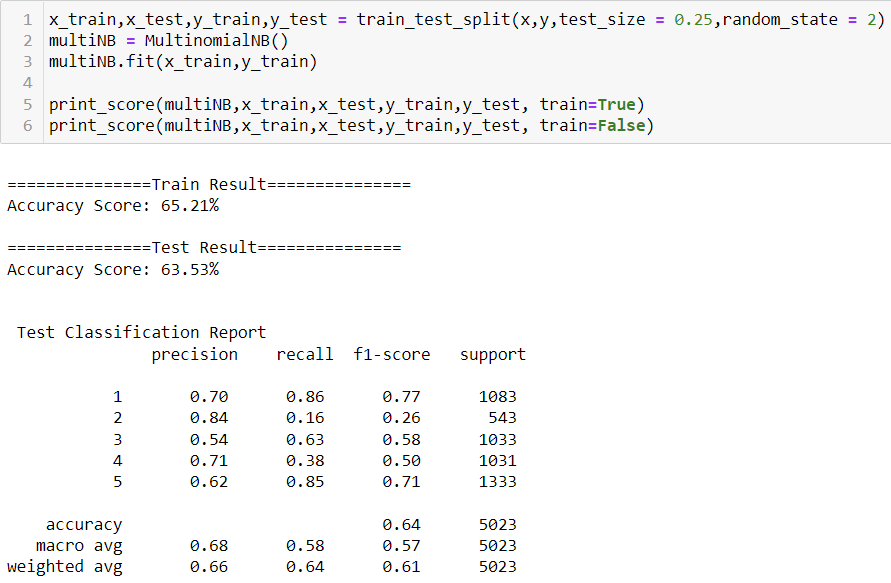 1 x_train,x_test,y_train,y_test = train_test_split(x,y,test_size = 0.25,random_state = 2)
2 multiNB = MultinomialNB()
3 multiNB.fit(x_train,y_train)
4
5 print_score(multiNB,x_train,x_test,y_train,y_test, train=True)
6 print_score(multiNB,x_train,x_test,y_train,y_test, train=False)
===============Train Result===============
Accuracy Score: 65.21%
===============Test Result===============
Accuracy Score: 63.53%
Test Classification Report
precision recall f1-score support
1 0.70 0.86 0.77 1083
2 0.84 0.16 0.26 543
3 0.54 0.63 0.58 1033
4 0.71 0.38 0.50 1031
5 0.62 0.85 0.71 1333
accuracy 0.64 5023
macro avg 0.68 0.58 0.57 5023
weighted avg 0.66 0.64 0.61 5023